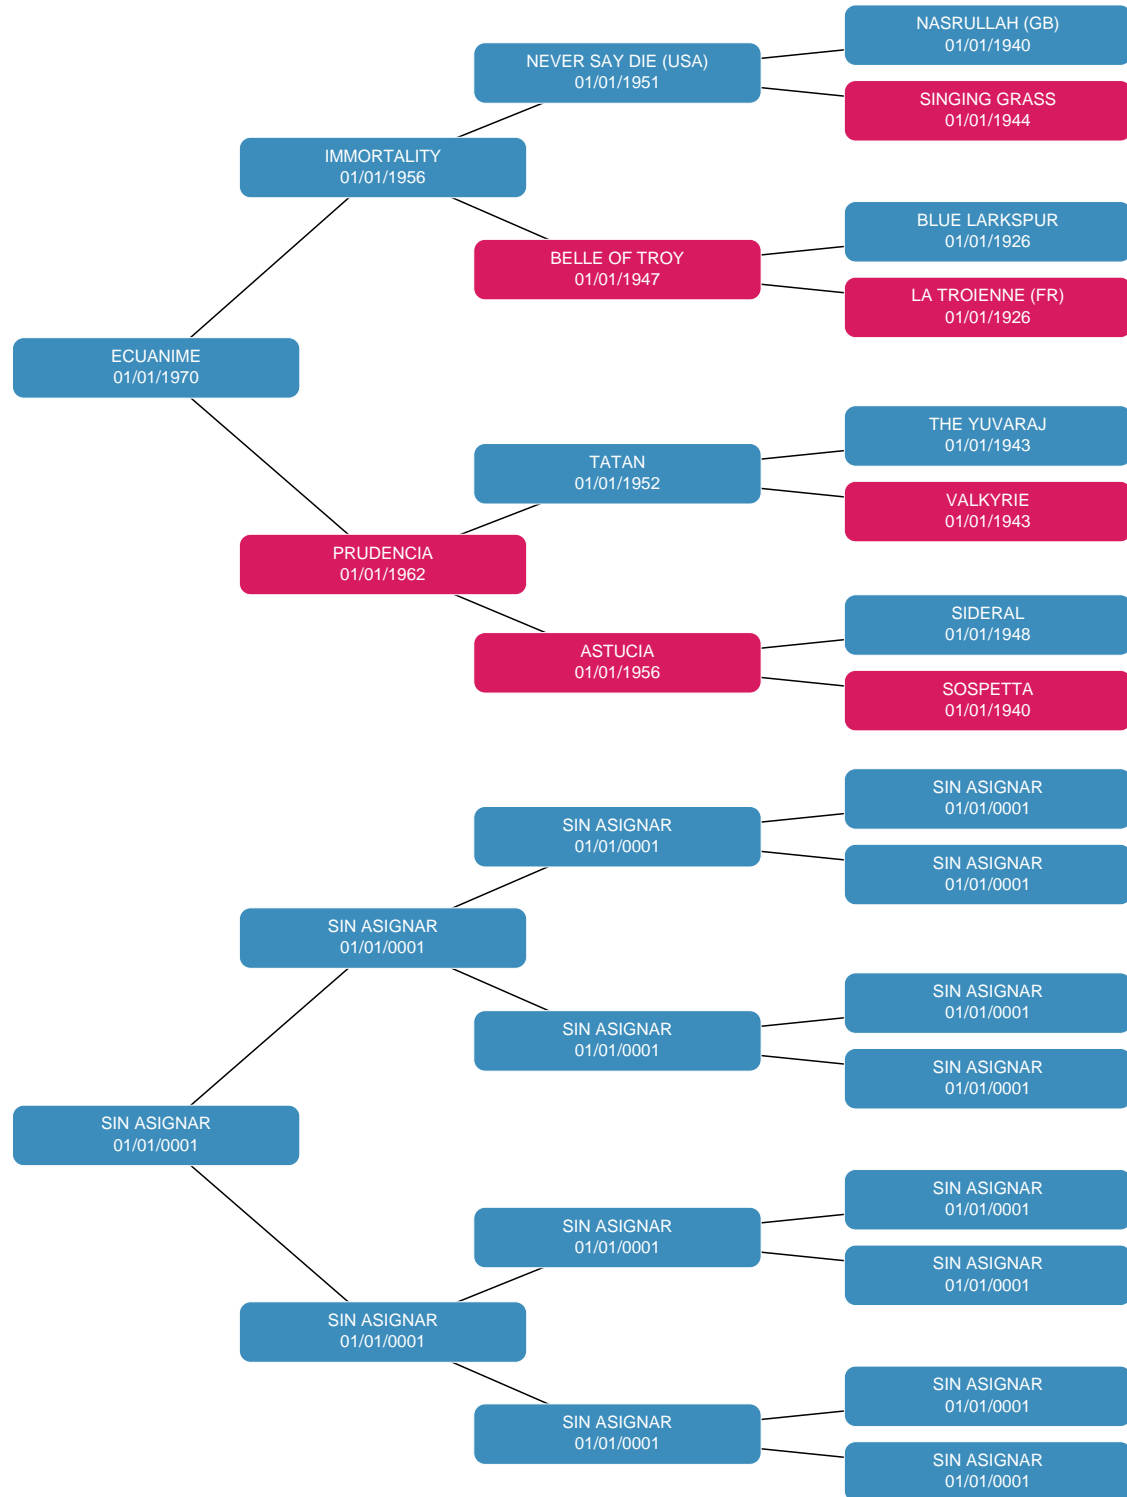 NASRULLAH (GB)
01/01/1940
NEVER SAY DIE (USA)
01/01/1951
SINGING GRASS
01/01/1944
IMMORTALITY
01/01/1956
BLUE LARKSPUR
01/01/1926
BELLE OF TROY
01/01/1947
LA TROIENNE (FR)
01/01/1926
ECUANIME
01/01/1970
THE YUVARAJ
01/01/1943
TATAN
01/01/1952
VALKYRIE
01/01/1943
PRUDENCIA
01/01/1962
SIDERAL
01/01/1948
ASTUCIA
01/01/1956
SOSPETTA
01/01/1940
SIN ASIGNAR
01/01/0001
SIN ASIGNAR
01/01/0001
SIN ASIGNAR
01/01/0001
SIN ASIGNAR
01/01/0001
SIN ASIGNAR
01/01/0001
SIN ASIGNAR
01/01/0001
SIN ASIGNAR
01/01/0001
SIN ASIGNAR
01/01/0001
SIN ASIGNAR
01/01/0001
SIN ASIGNAR
01/01/0001
SIN ASIGNAR
01/01/0001
SIN ASIGNAR
01/01/0001
SIN ASIGNAR
01/01/0001
SIN ASIGNAR
01/01/0001
SIN ASIGNAR
01/01/0001